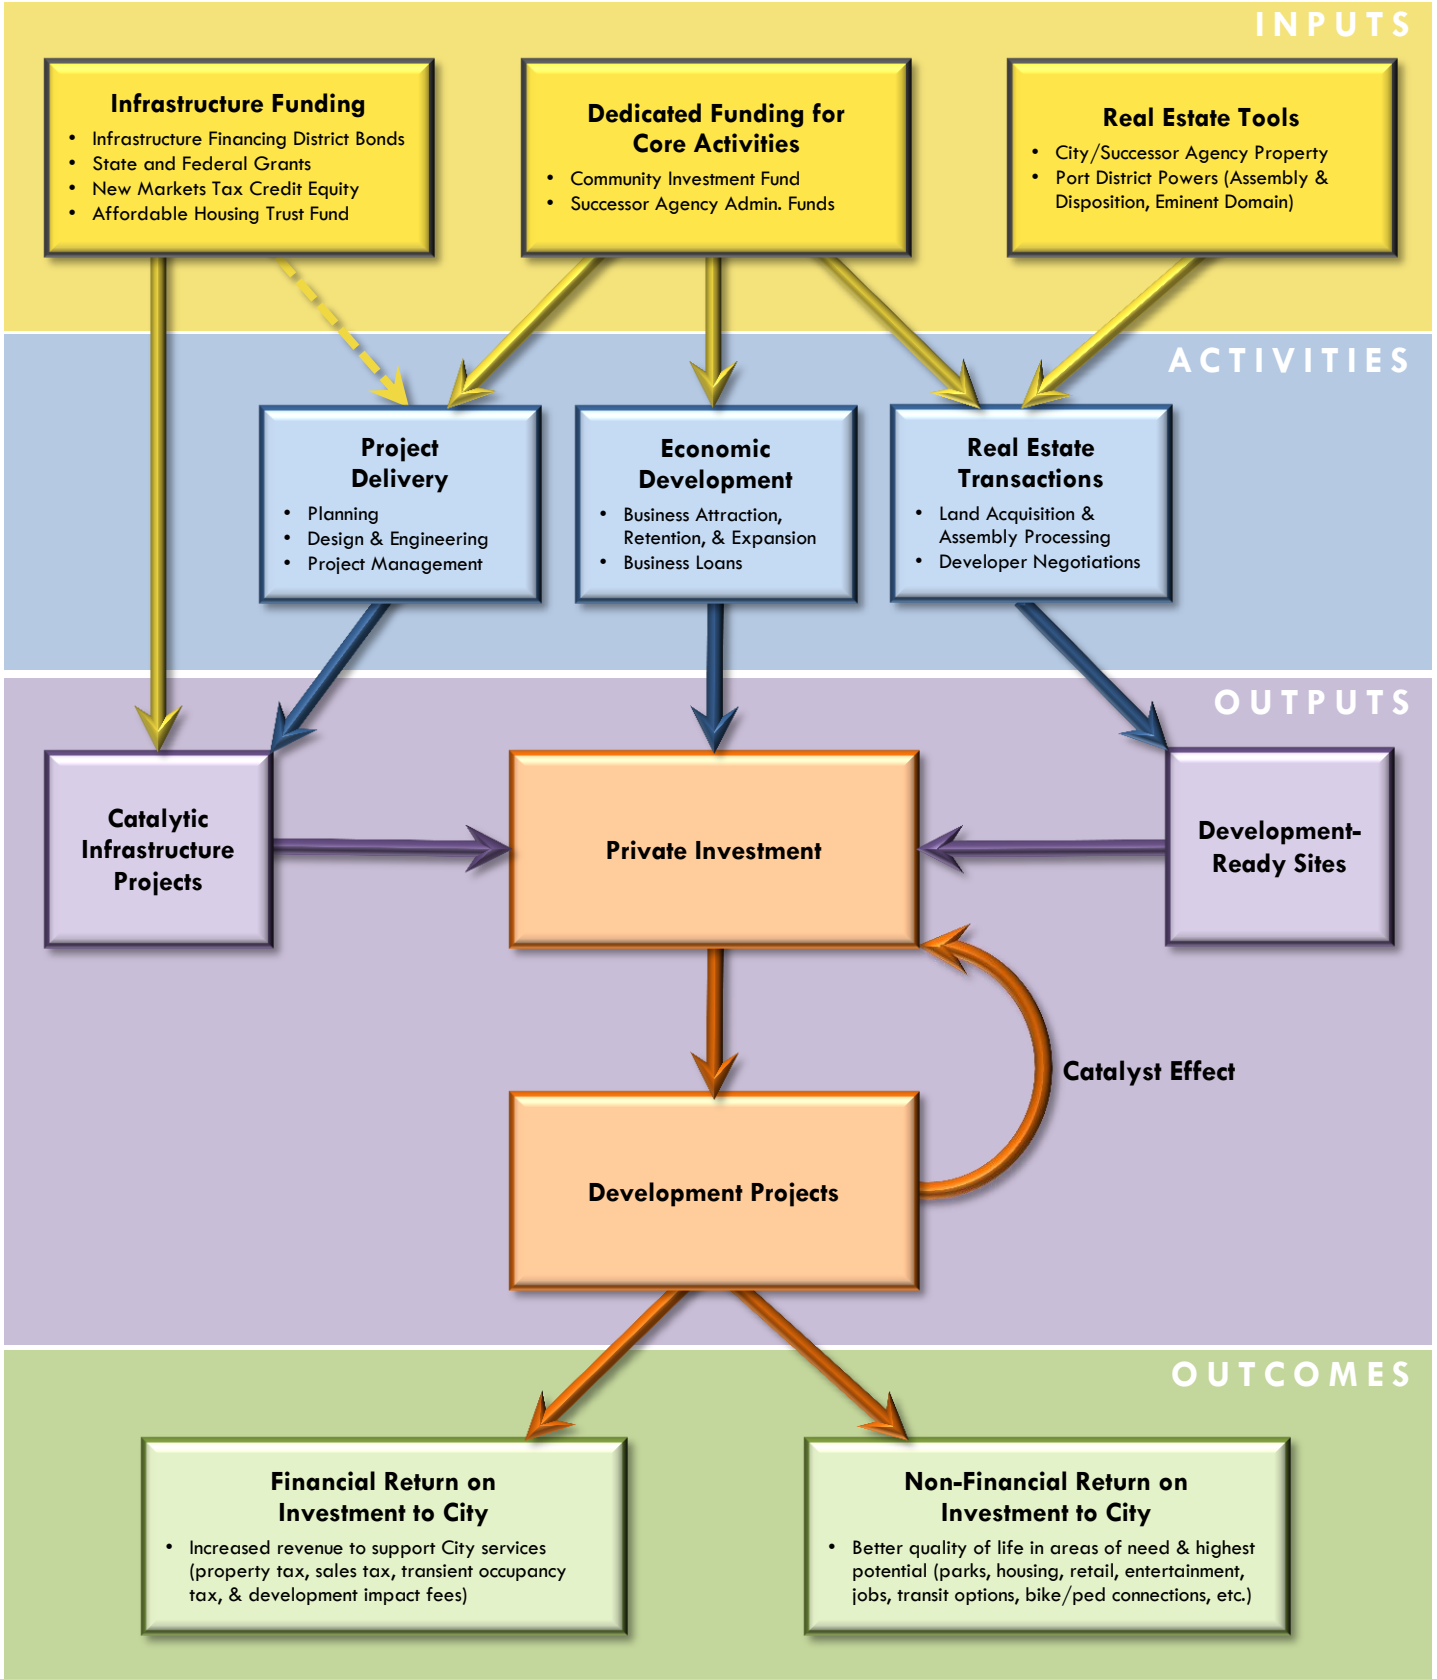 INPUTS
Infrastructure Funding
• Infrastructure Financing District Bonds
• State and Federal Grants
• New Markets Tax Credit Equity
• Affordable Housing Trust Fund
Dedicated Funding for
Core Activities
• Community Investment Fund
• Successor Agency Admin. Funds
Real Estate Tools
• City/Successor Agency Property
• Port District Powers (Assembly &
Disposition, Eminent Domain)
ACTIVITIES
Project
Delivery
• Planning
• Design & Engineering
• Project Management
Economic
Development
• Business Attraction,
Retention, & Expansion
• Business Loans
Real Estate
Transactions
• Land Acquisition &
Assembly Processing
• Developer Negotiations
OUTPUTS
Catalytic
Infrastructure
Projects
Private Investment
Development-
Ready Sites
Catalyst Effect
Development Projects
OUTCOMES
Financial Return on
Investment to City
• Increased revenue to support City services
(property tax, sales tax, transient occupancy
tax, & development impact fees)
Non-Financial Return on
Investment to City
• Better quality of life in areas of need & highest
potential (parks, housing, retail, entertainment,
jobs, transit options, bike/ped connections, etc.)